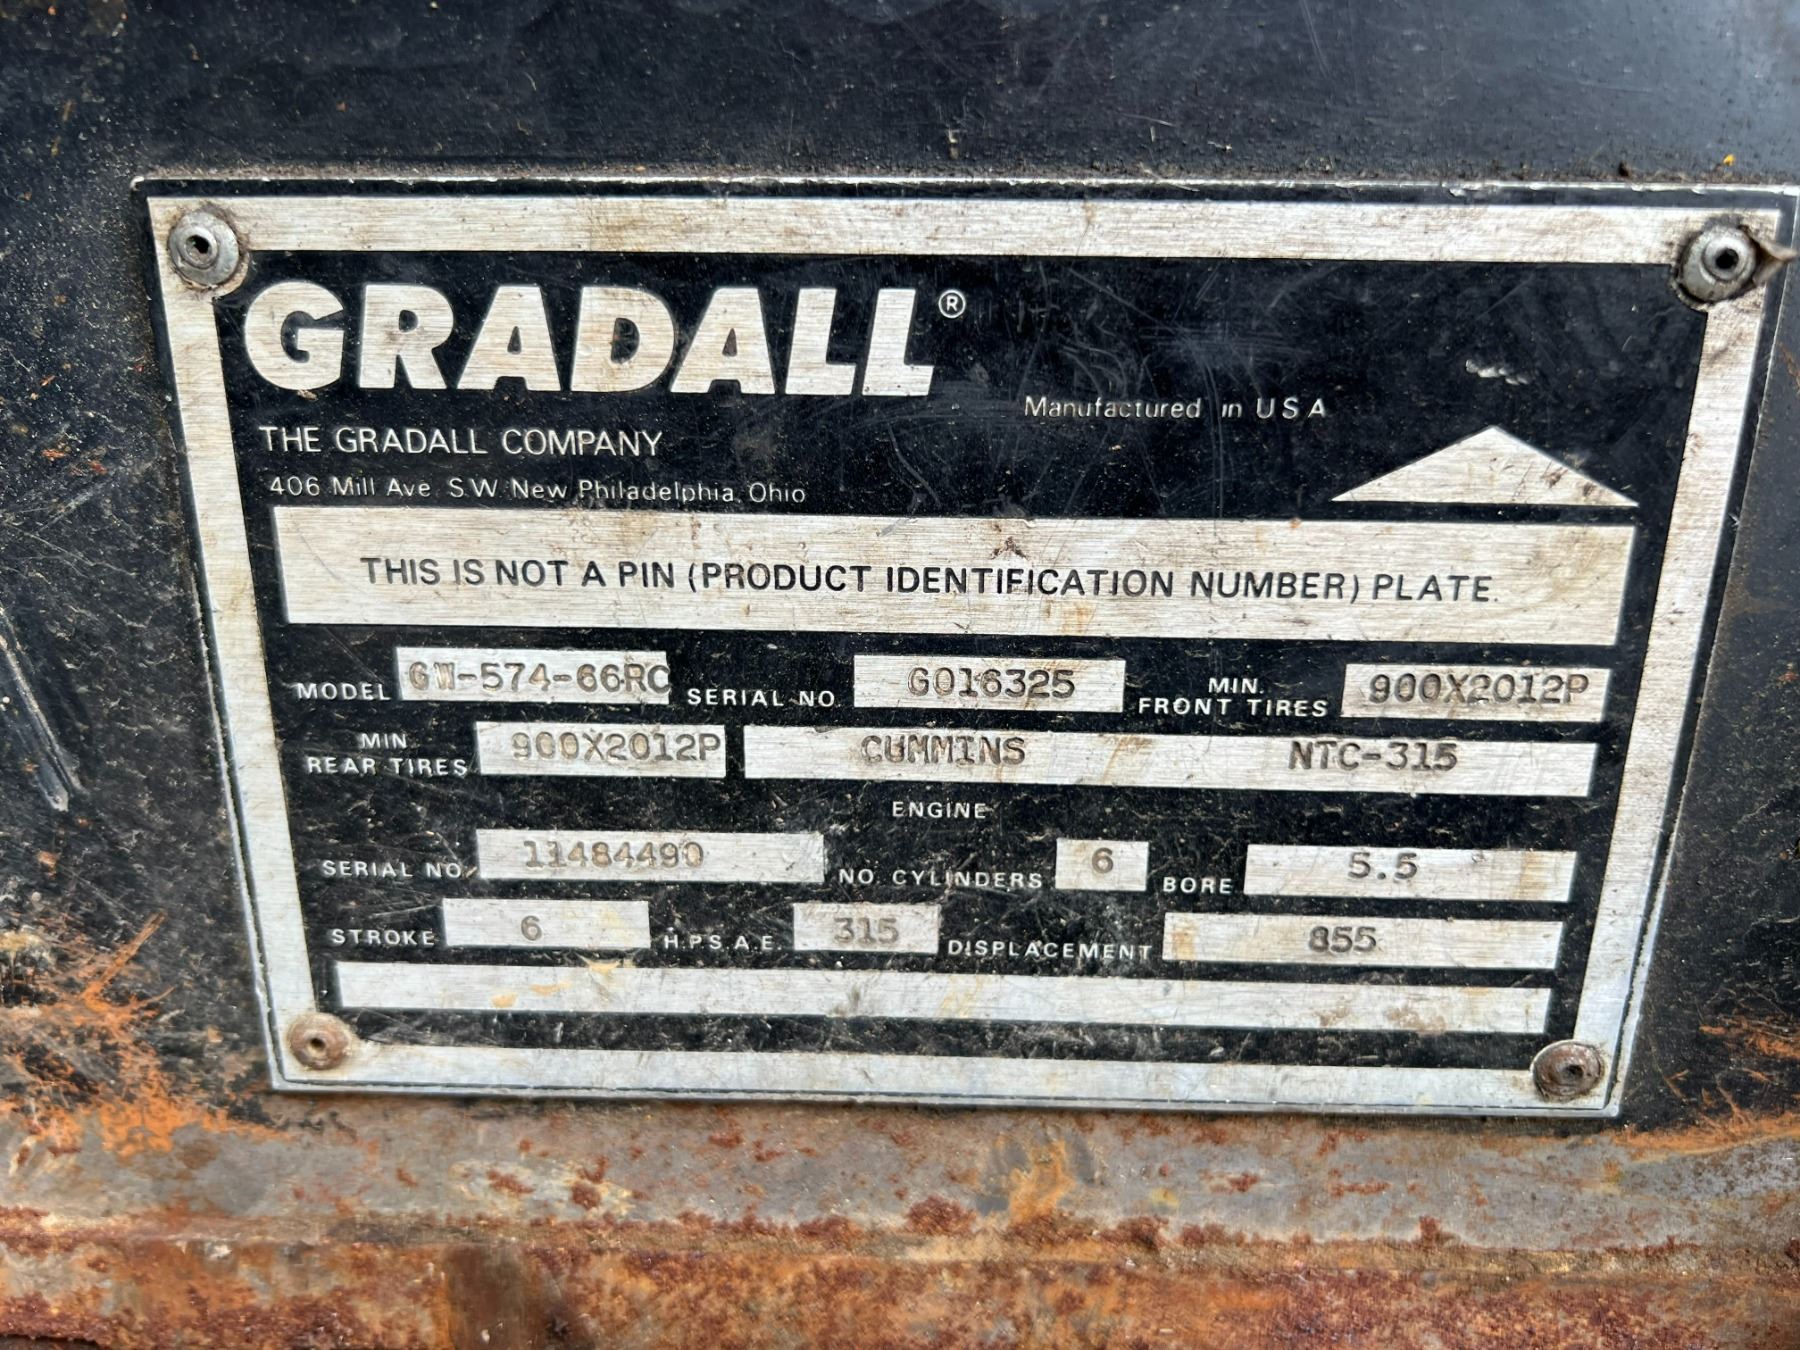 GRADALL®
Manufactured in U S A
THE GRADALL COMPANY
406 Mill Ave. S.W. New Philadelphia, Ohio
THIS IS NOT A PIN (PRODUCT IDENTIFICATION NUMBER) PLATE.
MODEL GW-574-66RC SERIAL NO. G016325 MIN. FRONT TIRES 900X2012P
MIN. REAR TIRES 900X2012P CUMMINS NTC-315
ENGINE
SERIAL NO. 11484490 NO. CYLINDERS 6 BORE 5.5
STROKE 6 H.P.S.A.E. 315 DISPLACEMENT 855